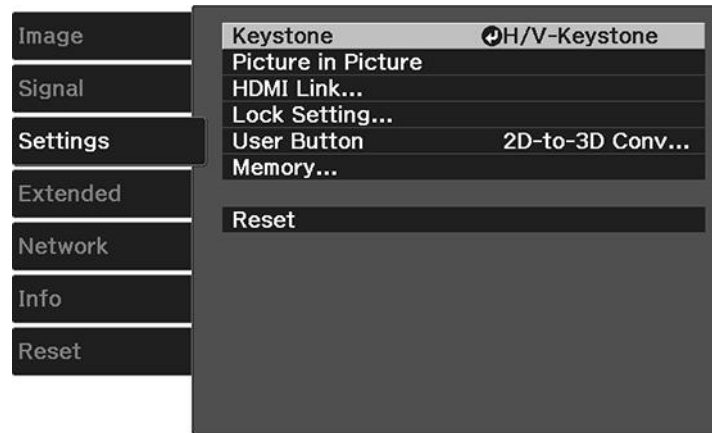 Image
Signal
Settings
Extended
Network
Info
Reset
Keystone H/V-Keystone
Picture in Picture
HDMI Link...
Lock Setting...
User Button 2D-to-3D Conv...
Memory...
Reset